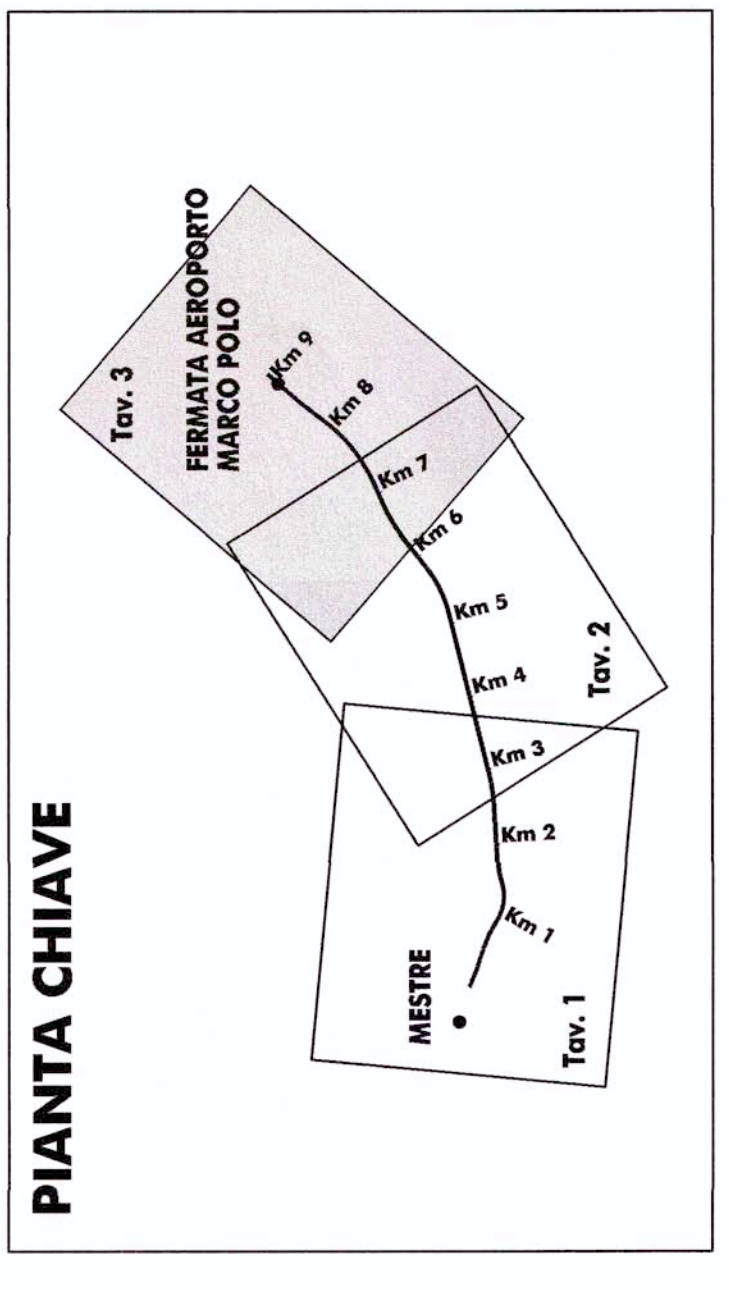 PIANTA CHIAVE
Tav. 3
FERMATA AEROPORTO
MARCO POLO
Km 9
Km 8
Km 7
Km 6
Km 5
Km 4
Km 3
Km 2
Km 1
MESTRE
Tav. 2
Tav. 1